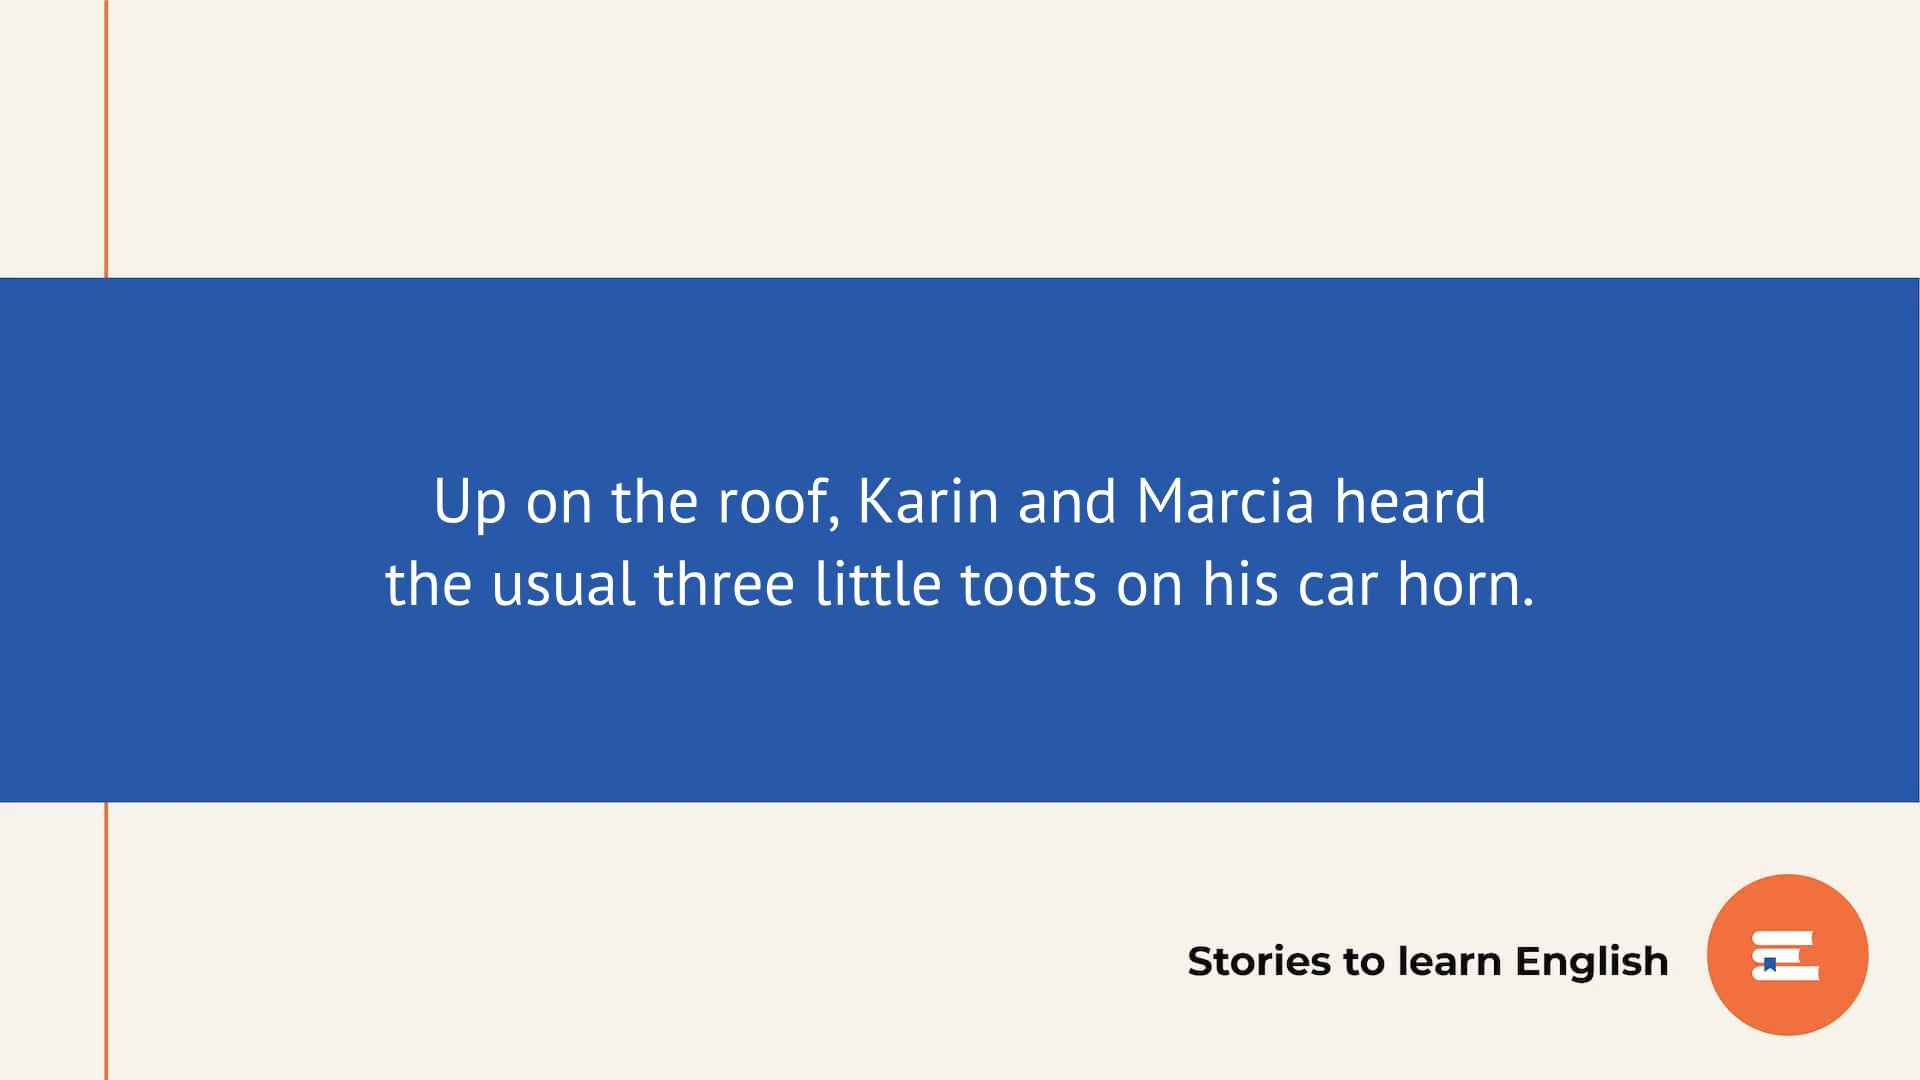 Up on the roof, Karin and Marcia heard
the usual three little toots on his car horn.
Stories to learn English